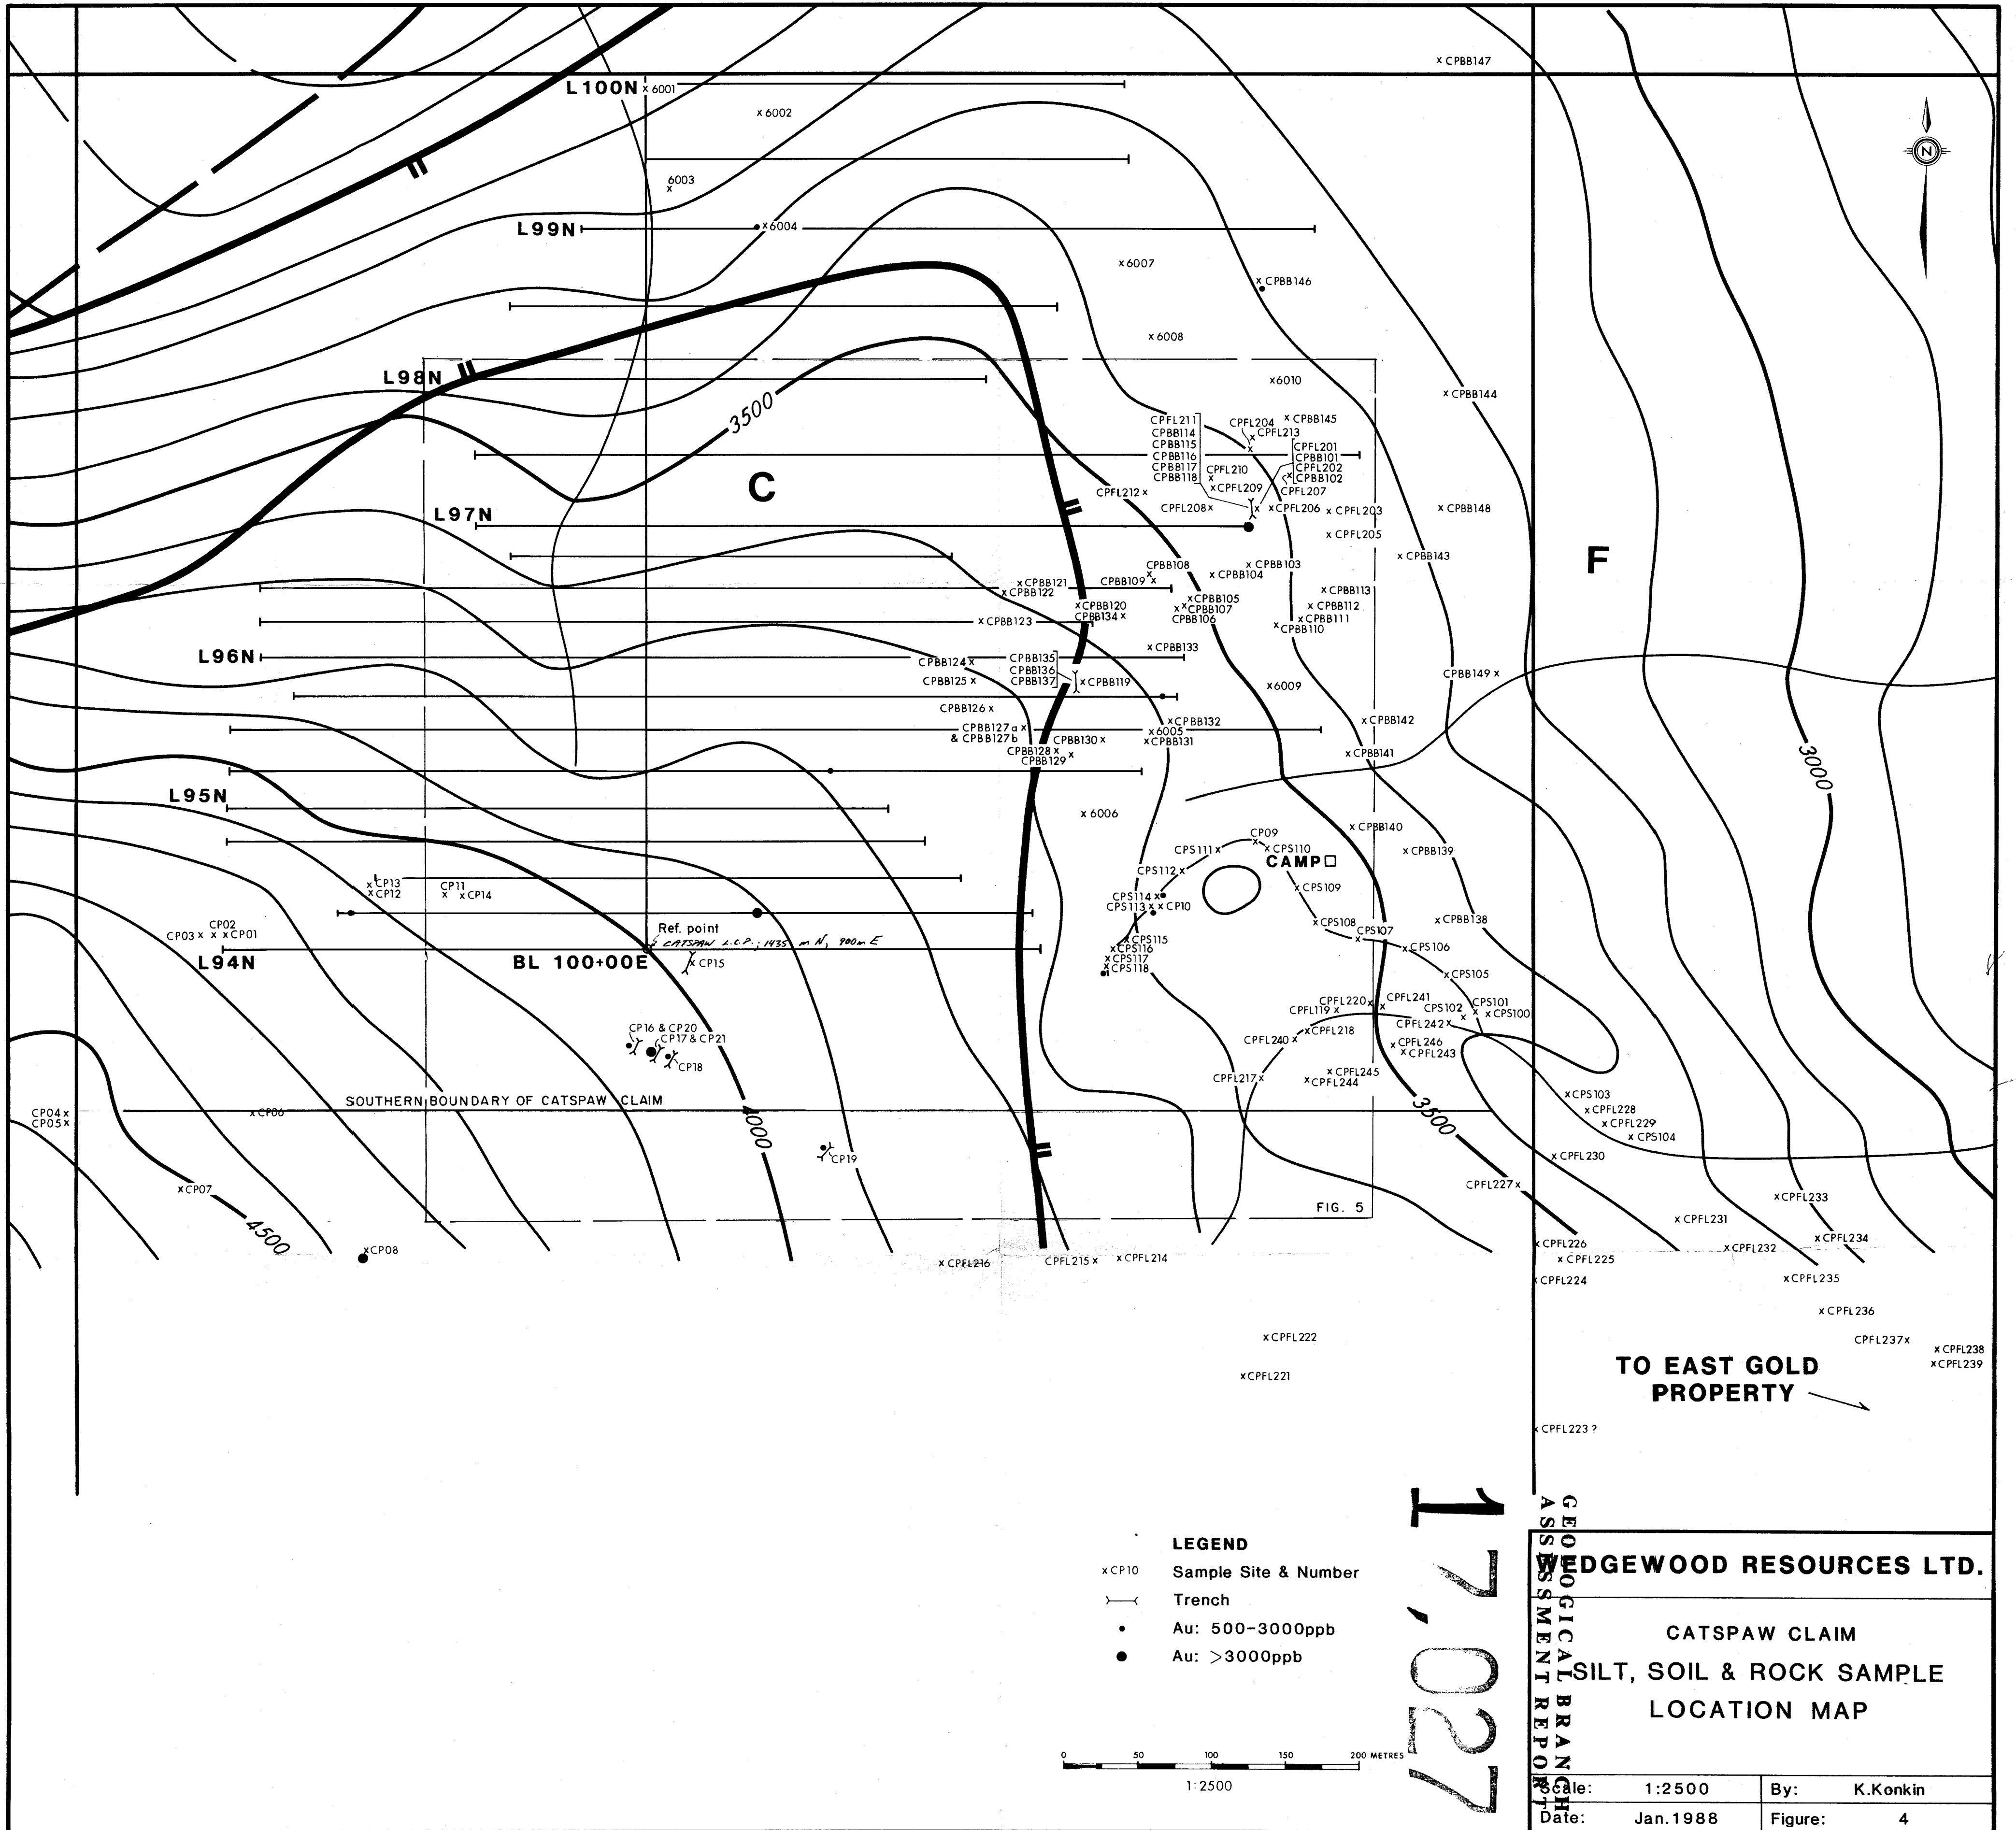 x CPBB147
L100N x 6001
x 6002
N
6003
x
L99N
x6004
x6007
x CPBB146
x6008
L98N
x6010
x CPBB144
3500
CPFL211
CPBB114
CPBB115
CPBB116
CPBB117
CPBB118
CPFL204
x CPBB145
x CPFL213
CPFL201
CPBB101
CPFL202
CPBB102
CPFL210
x CPFL209
CPFL207
C
CPFL212 x
L97N
CPFL208 x
x CPFL206
x CPFL203
x CPBB148
x CPFL205
F
x CPBB143
CPBB108
x CPBB103
x CPBB104
CPBB109 x
x CPBB121
x CPBB122
x CPBB113
x CPBB105
x CPBB112
x CPBB120
x CPBB107
CPBB134 x
CPBB106
x CPBB111
x CPBB123
x CPBB110
L96N
x CPBB133
CPBB124 x
CPBB135
CPBB136
CPBB137
x CPBB119
CPBB125 x
CPBB149 x
x6009
CPBB126 x
x CPBB132
x CPBB142
CPBB127a x
& CPBB127b
x6005
CPBB130 x
x CPBB131
CPBB128 x
CPBB129 x
x CPBB141
3000
L95N
x 6006
x CPBB140
CP09
CPS111 x
x CPS110
x CPBB139
CAMP
CPS112 x
x CPS109
x CP13
x CP12
CP11
x
x CP14
CPS114 x
CPS113 x
x CP10
CP02
CP03 x x x CP01
x CPS108
x CPBB138
CPS107
Ref. point
CATSPAW L.C.P.; 1435 m N, 900m E
x CPS115
x CPS116
x CPS117
x CPS118
x CPS106
L94N
BL 100+00E
x CP15
x CPS105
CPFL220 x
x CPFL241
CPFL119 x
CPS102
CPS101
x CPS100
CPFL242 x
CP16 & CP20
CP17 & CP21
CP18
x CPFL218
CPFL240 x
x CPFL246
x CPFL243
CPFL217 x
x CPFL245
x CPFL244
x CPS103
SOUTHERN BOUNDARY OF CATSPAW CLAIM
CP04 x
CP05 x
x CP06
4000
3500
x CPFL228
x CPFL229
x CPS104
CP19
x CPFL230
x CP07
CPFL227 x
x CPFL233
FIG. 5
x CPFL231
4500
x CP08
x CPFL226
x CPFL232
x CPFL234
x CPFL216
CPFL215 x
x CPFL214
x CPFL225
x CPFL224
x CPFL235
x CPFL236
x CPFL222
CPFL237 x
x CPFL238
x CPFL239
x CPFL221
TO EAST GOLD
PROPERTY
x CPFL223 ?
17,027
GEOLOGICAL BRANCH
ASSESSMENT REPORT
LEGEND
x CP10 Sample Site & Number
Trench
Au: 500-3000ppb
Au: >3000ppb
0 50 100 150 200 METRES
1:2500
WEDGEWOOD RESOURCES LTD.
CATSPAW CLAIM
SILT, SOIL & ROCK SAMPLE
LOCATION MAP
Scale: 1:2500 By: K.Konkin
Date: Jan.1988 Figure: 4